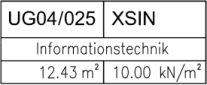 UG04/025 XSIN
Informationstechnik
12.43 m² 10.00 kN/m²